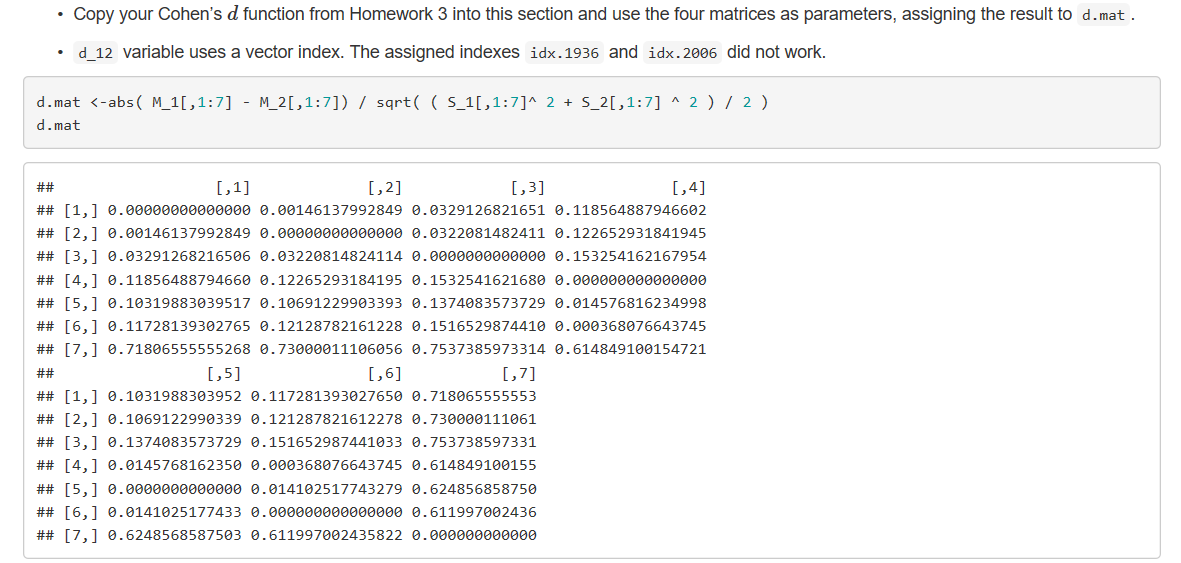 • Copy your Cohen's d function from Homework 3 into this section and use the four matrices as parameters, assigning the result to d.mat .
• d_12 variable uses a vector index. The assigned indexes idx.1936 and idx.2006 did not work.
d.mat <-abs( M_1[,1:7] - M_2[,1:7]) / sqrt( ( S_1[,1:7]^ 2 + S_2[,1:7] ^ 2 ) / 2 )
d.mat
## [,1] [,2] [,3] [,4]
## [1,] 0.00000000000000 0.00146137992849 0.0329126821651 0.118564887946602
## [2,] 0.00146137992849 0.00000000000000 0.0322081482411 0.122652931841945
## [3,] 0.03291268216506 0.03220814824114 0.0000000000000 0.153254162167954
## [4,] 0.11856488794660 0.12265293184195 0.1532541621680 0.000000000000000
## [5,] 0.10319883039517 0.10691229903393 0.1374083573729 0.014576816234998
## [6,] 0.11728139302765 0.12128782161228 0.1516529874410 0.000368076643745
## [7,] 0.71806555555268 0.73000011106056 0.7537385973314 0.614849100154721
## [,5] [,6] [,7]
## [1,] 0.1031988303952 0.117281393027650 0.718065555553
## [2,] 0.1069122990339 0.121287821612278 0.730000111061
## [3,] 0.1374083573729 0.151652987441033 0.753738597331
## [4,] 0.0145768162350 0.000368076643745 0.614849100155
## [5,] 0.0000000000000 0.014102517743279 0.624856858750
## [6,] 0.0141025177433 0.000000000000000 0.611997002436
## [7,] 0.6248568587503 0.611997002435822 0.000000000000